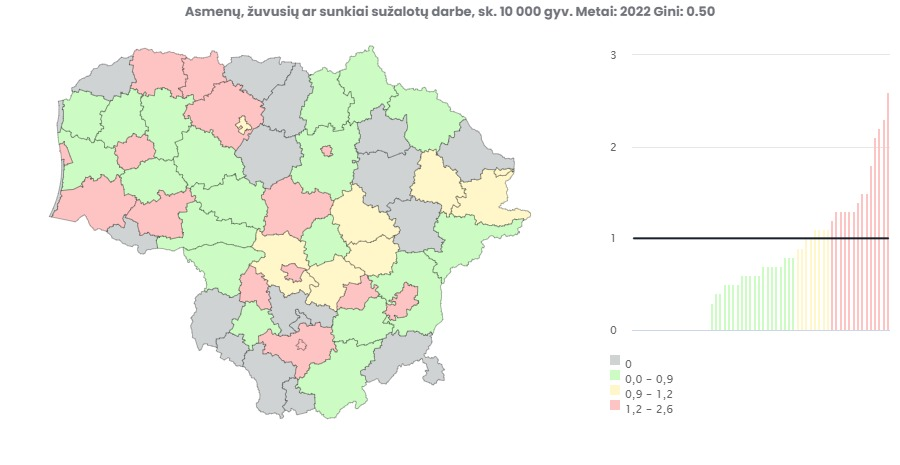 Asmenų, žuvusių ar sunkiai sužalotų darbe, sk. 10 000 gyv. Metai: 2022 Gini: 0.50
3
2
1
0
0
0,0 – 0,9
0,9 – 1,2
1,2 – 2,6